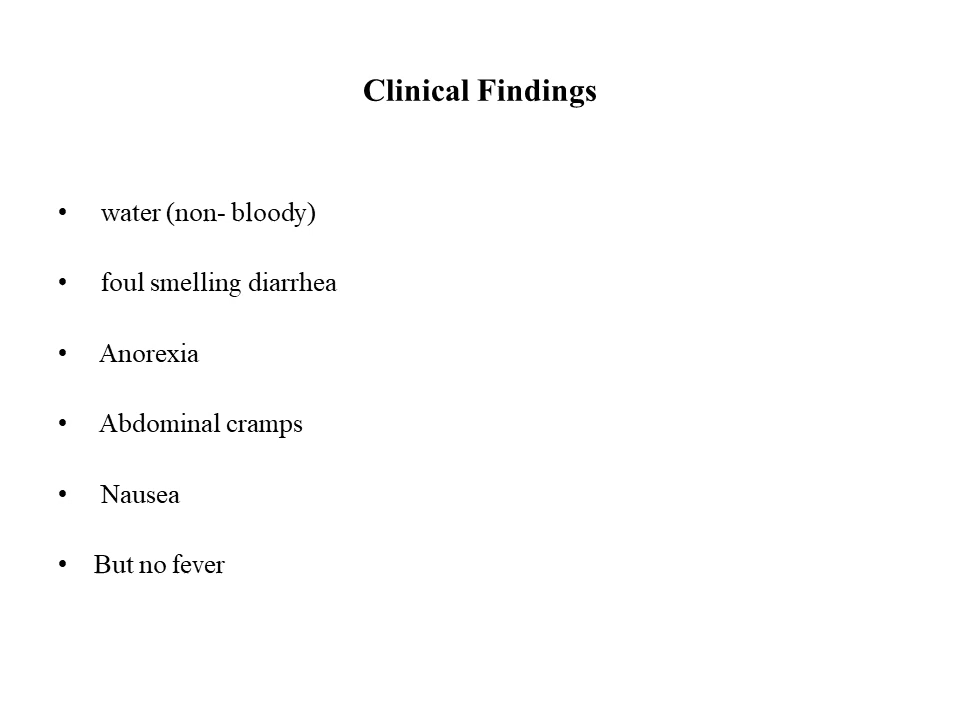 Clinical Findings
• water (non- bloody)
• foul smelling diarrhea
• Anorexia
• Abdominal cramps
• Nausea
• But no fever